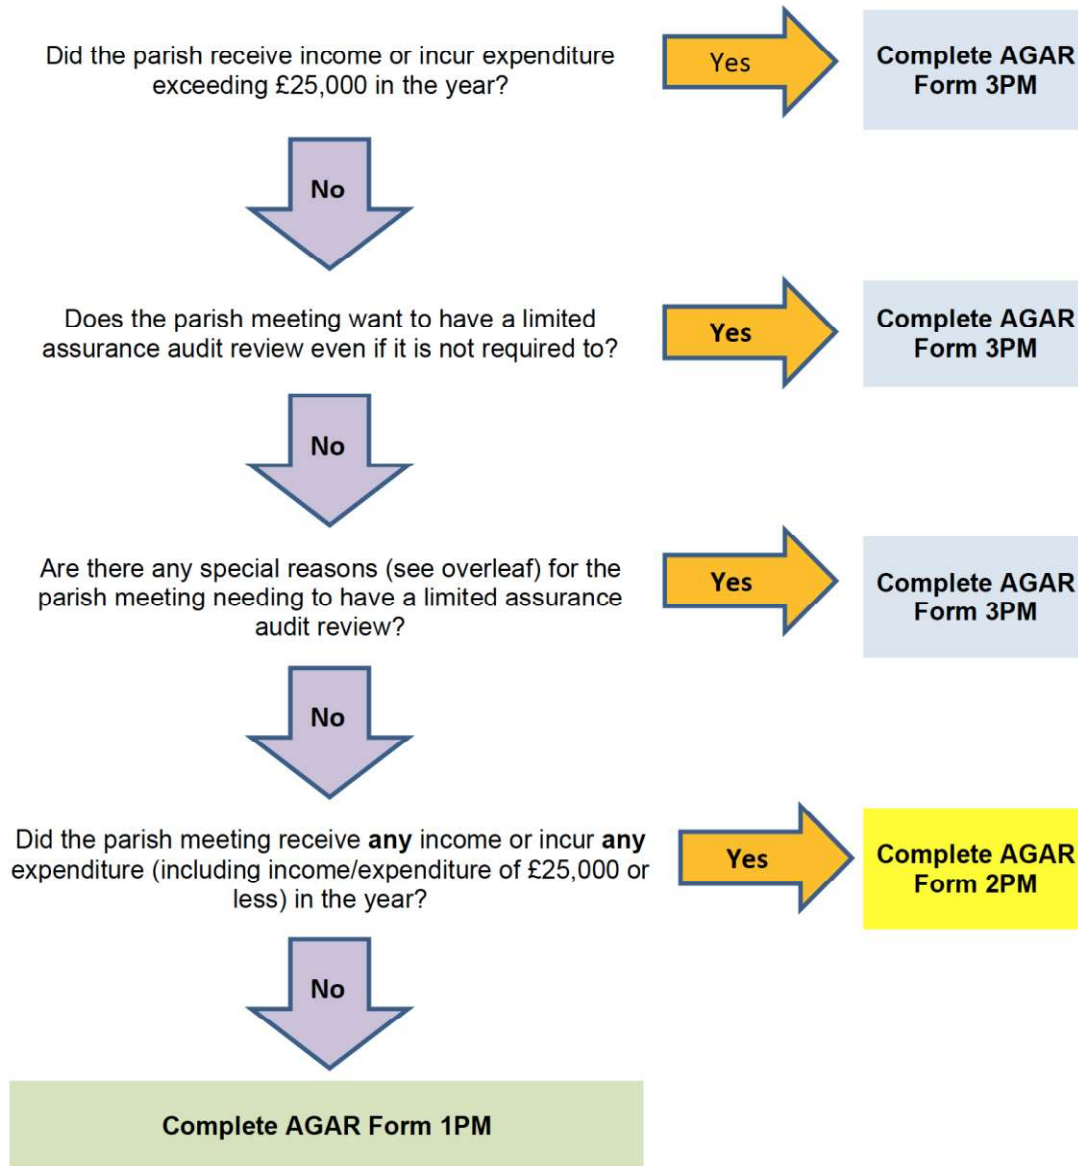 Did the parish receive income or incur expenditure
exceeding £25,000 in the year?
Yes
Complete AGAR
Form 3PM
No
Does the parish meeting want to have a limited
assurance audit review even if it is not required to?
Yes
Complete AGAR
Form 3PM
No
Are there any special reasons (see overleaf) for the
parish meeting needing to have a limited assurance
audit review?
Yes
Complete AGAR
Form 3PM
No
Did the parish meeting receive any income or incur any
expenditure (including income/expenditure of £25,000 or
less) in the year?
Yes
Complete AGAR
Form 2PM
No
Complete AGAR Form 1PM